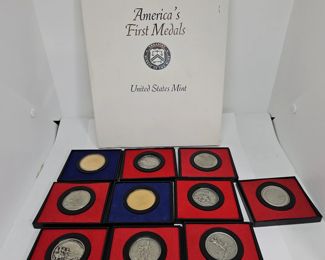 America's
First Medals
United States Mint